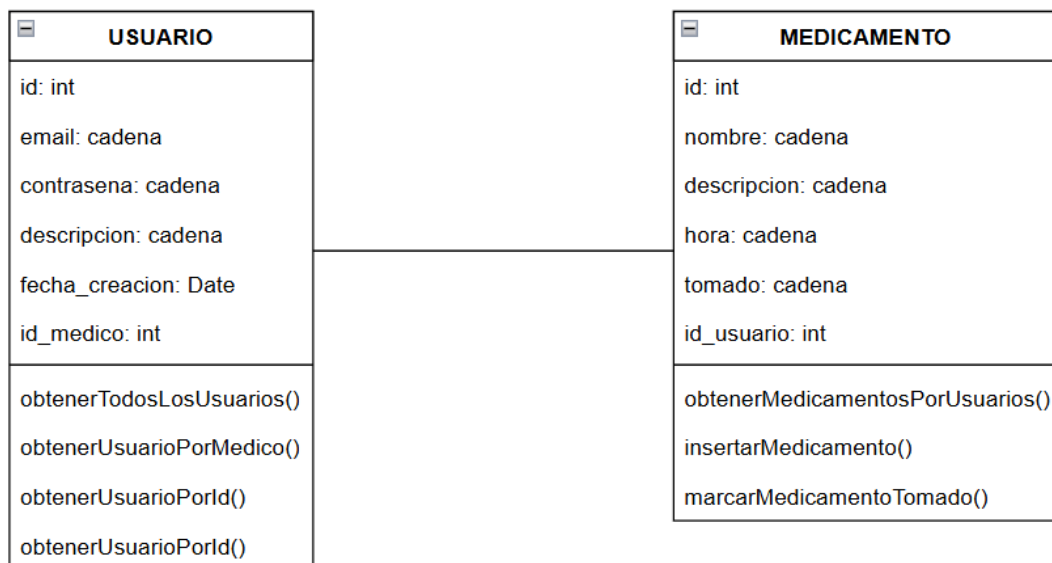 USUARIO
id: int
email: cadena
contrasena: cadena
descripcion: cadena
fecha_creacion: Date
id_medico: int
obtenerTodosLosUsuarios()
obtenerUsuarioPorMedico()
obtenerUsuarioPorId()
obtenerUsuarioPorId()
MEDICAMENTO
id: int
nombre: cadena
descripcion: cadena
hora: cadena
tomado: cadena
id_usuario: int
obtenerMedicamentosPorUsuarios()
insertarMedicamento()
marcarMedicamentoTomado()